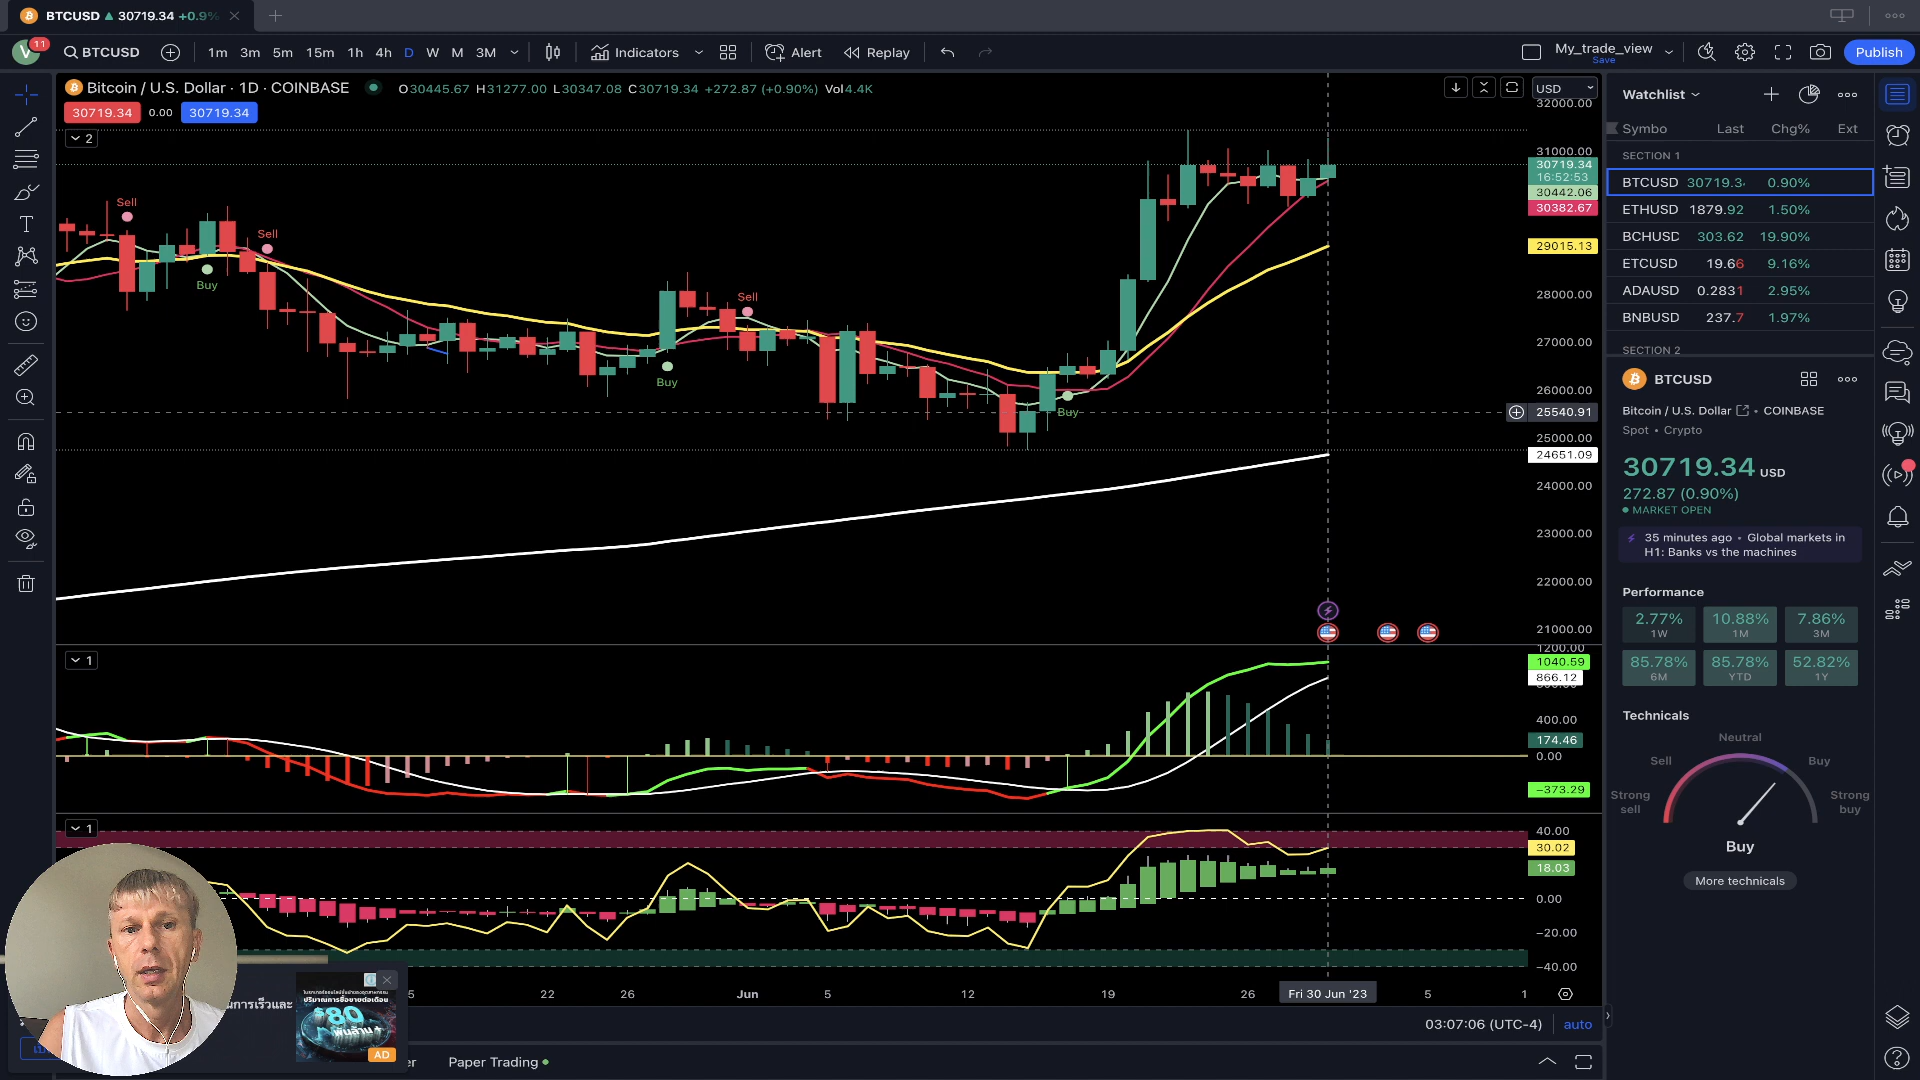 BTCUSD ▲ 30719.34 +0.9%
V 11 BTCUSD 1m 3m 5m 15m 1h 4h D W M 3M Indicators Alert Replay My_trade_view Save Publish
Bitcoin / U.S. Dollar · 1D · COINBASE O30445.67 H31277.00 L30347.08 C30719.34 +272.87 (+0.90%) Vol4.4K
30719.34 0.00 30719.34
2
USD
32000.00
31000.00
30719.34
16:52:53
30442.06
30382.67
29015.13
28000.00
27000.00
26000.00
25540.91
25000.00
24651.09
24000.00
23000.00
22000.00
21000.00
Sell
Buy
Sell
Buy
Sell
Buy
1
1200.00
1040.59
866.12
400.00
174.46
0.00
−373.29
1
40.00
30.02
18.03
0.00
−20.00
−40.00
22 26 Jun 5 12 19 26 Fri 30 Jun '23 5
03:07:06 (UTC-4) auto
Paper Trading
$80
AD
Watchlist
Symbo Last Chg% Ext
SECTION 1
BTCUSD 30719.3 0.90%
ETHUSD 1879.92 1.50%
BCHUSD 303.62 19.90%
ETCUSD 19.66 9.16%
ADAUSD 0.2831 2.95%
BNBUSD 237.7 1.97%
SECTION 2
BTCUSD
Bitcoin / U.S. Dollar • COINBASE
Spot • Crypto
30719.34 USD
272.87 (0.90%)
MARKET OPEN
35 minutes ago • Global markets in
H1: Banks vs the machines
Performance
2.77% 10.88% 7.86%
1W 1M 3M
85.78% 85.78% 52.82%
6M YTD 1Y
Technicals
Neutral
Sell Buy
Strong sell Strong buy
Buy
More technicals